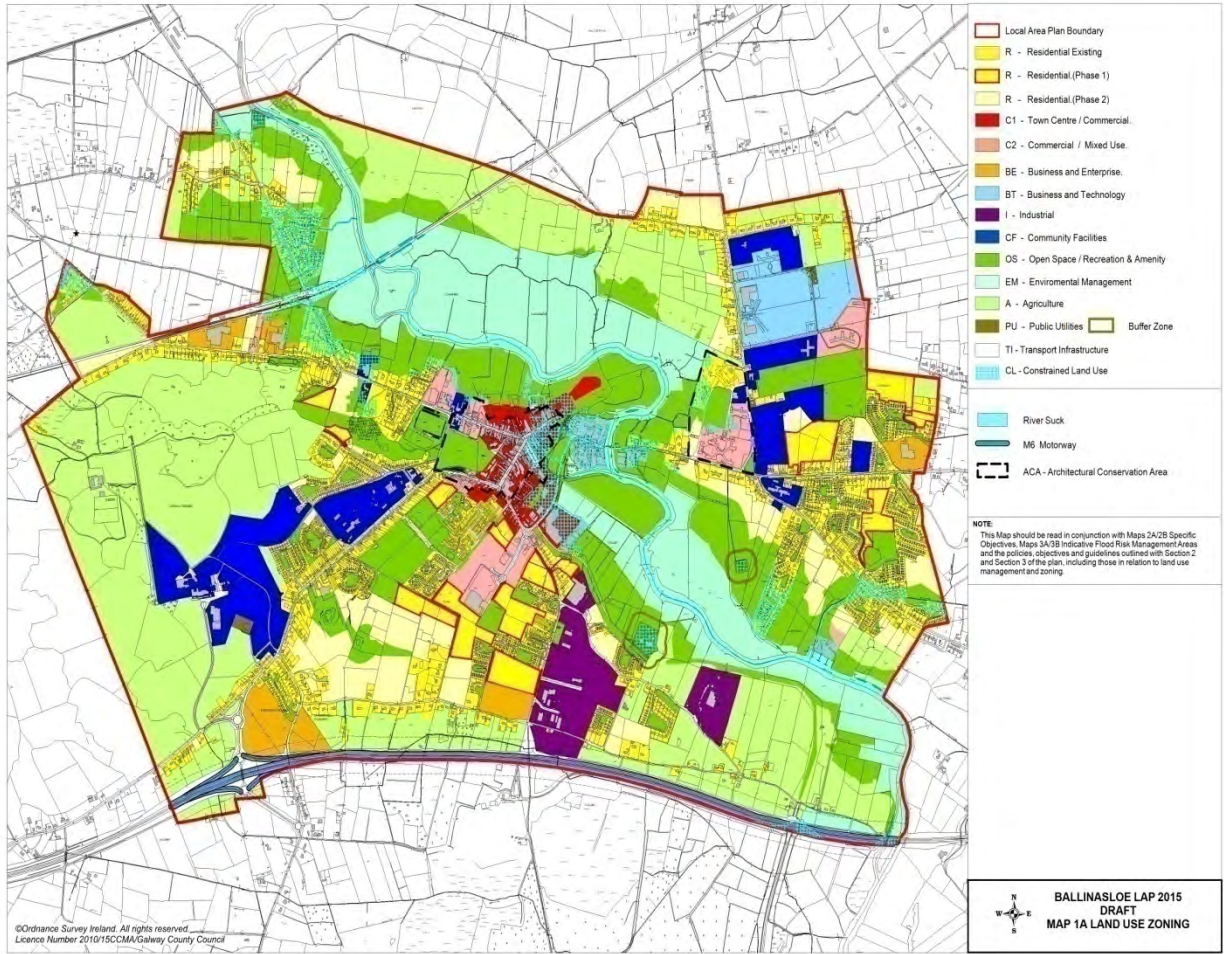 Local Area Plan Boundary
R - Residential Existing
R - Residential.(Phase 1)
R - Residential.(Phase 2)
C1 - Town Centre / Commercial.
C2 - Commercial / Mixed Use.
BE - Business and Enterprise.
BT - Business and Technology
I - Industrial
CF - Community Facilities
OS - Open Space / Recreation & Amenity
EM - Enviromental Management
A - Agriculture
PU - Public Utilities Buffer Zone
TI - Transport Infrastructure
CL - Constrained Land Use
River Suck
M6 Motorway
ACA - Architectural Conservation Area
NOTE:
This Map should be read in conjunction with Maps 2A/2B Specific
Objectives, Maps 3A/3B Indicative Flood Risk Management Areas
and the policies, objectives and guidelines outlined with Section 2
and Section 3 of the plan, including those in relation to land use
management and zoning.
N
W E
S
BALLINASLOE LAP 2015
DRAFT
MAP 1A LAND USE ZONING
©Ordnance Survey Ireland. All rights reserved.
Licence Number 2010/15CCMA/Galway County Council